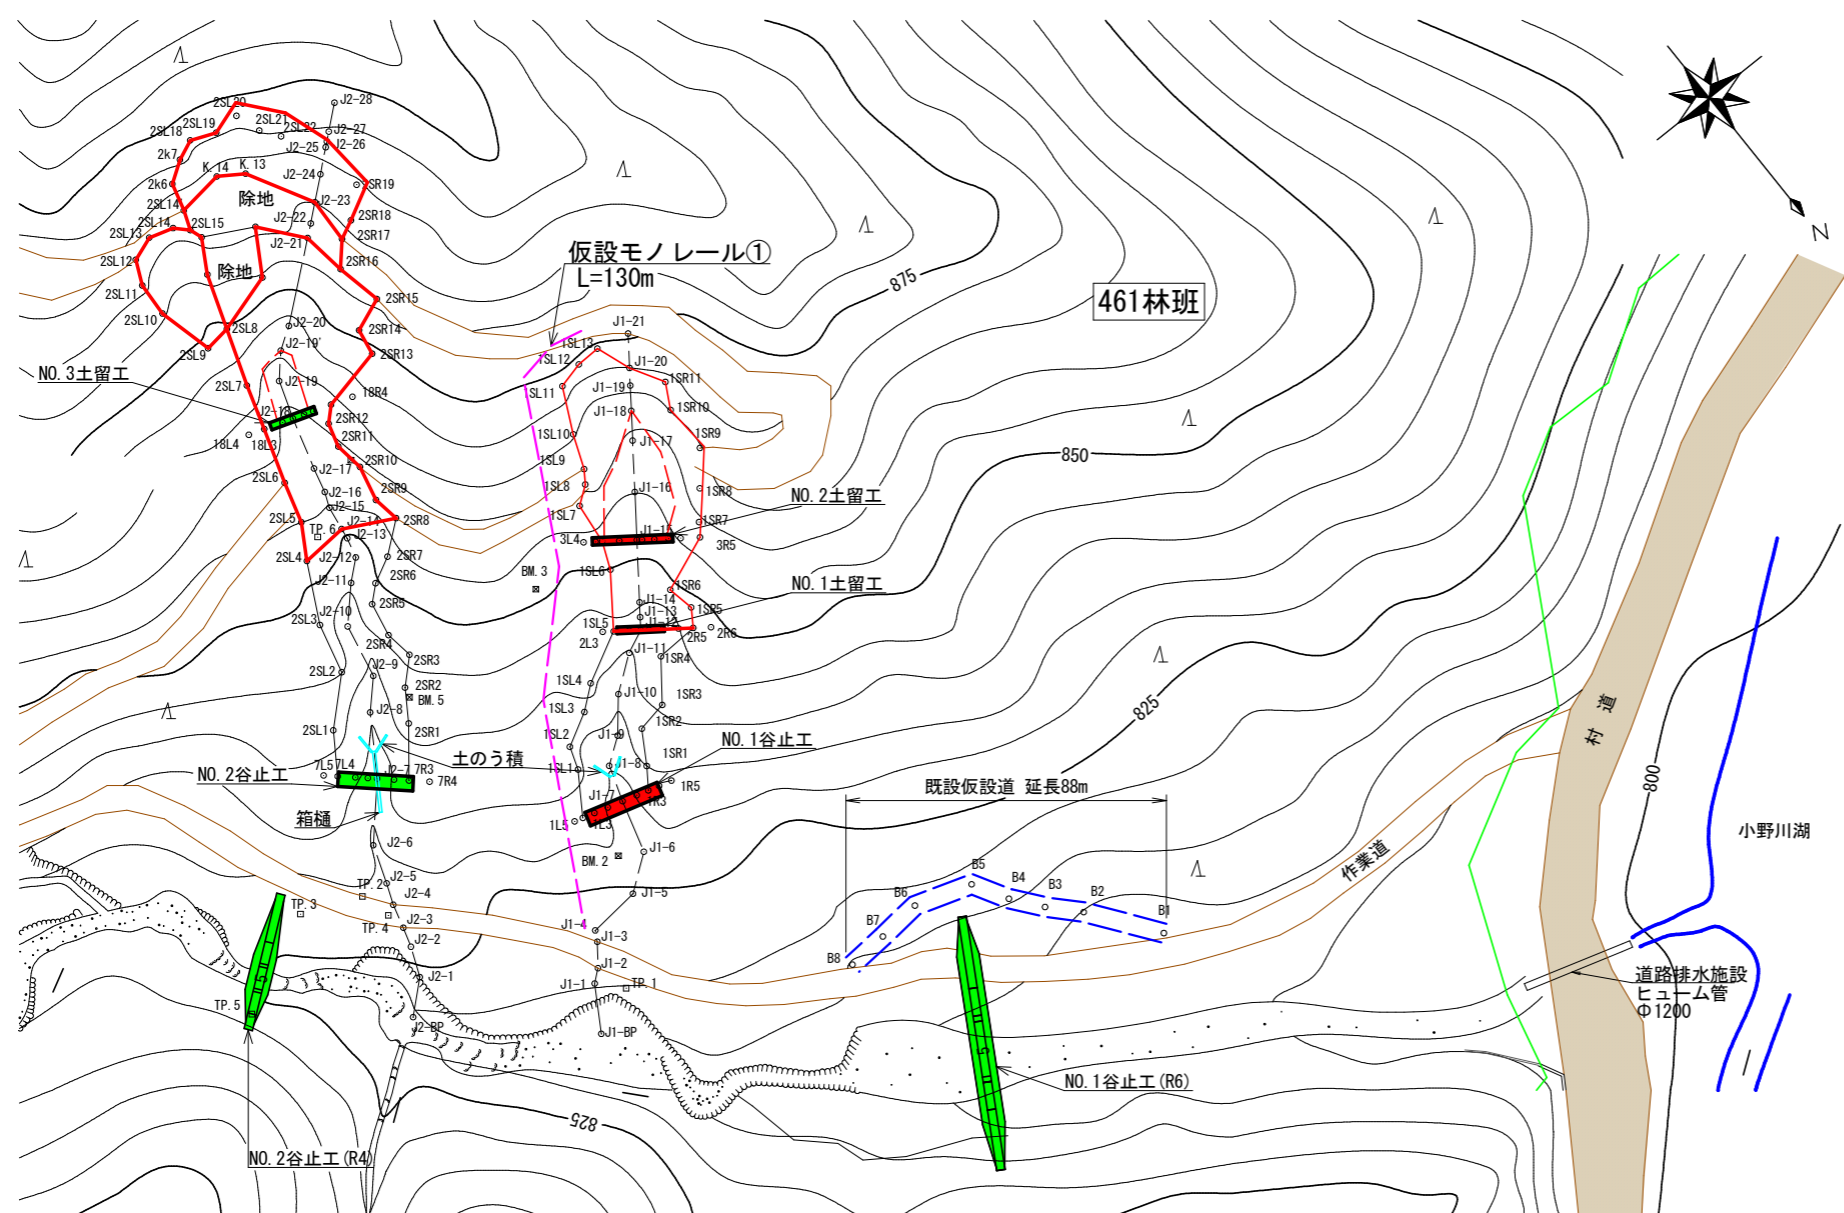 2SL20
J2-28
2SL21
2SL22
2SL19
2SL18
J2-27
J2-26
J2-25
2k7
K.14
K.13
J2-24
2k6
SR19
除地
2SL14
J2-23
2SR18
J2-22
2SL14
2SL15
2SR17
2SL13
J2-21
2SL12
2SR16
除地
2SL11
2SR15
2SL10
2SL8
J2-20
2SR14
2SL9
J2-19'
2SR13
NO.3土留工
J2-19
2SL7
18R4
J2-18
2SR12
18L4
18L3
2SR11
2SR10
J2-17
2SL6
J2-16
2SR9
J2-15
2SL5
2SR8
TP.6
J2-14
J2-13
2SL4
J2-12
2SR7
J2-11
2SR6
J2-10
2SR5
2SL3
2SR4
2SR3
2SL2
J2-9
2SR2
BM.5
J2-8
2SL1
2SR1
7L5
7L4
J2-7
7R3
7R4
NO.2谷止工
土のう積
箱樋
J2-6
J2-5
TP.2
J2-4
TP.3
J2-3
TP.4
J2-2
J2-1
TP.5
J2-BP
NO.2谷止工(R4)
仮設モノレール①
L=130m
J1-21
1SL13
1SL12
J1-20
1SR11
SL11
J1-19
J1-18
1SR10
1SL10
J1-17
1SR9
1SL9
1SL8
J1-16
1SR8
NO.2土留工
1SL7
1SR7
J1-15
3L4
3R5
1SL6
BM.3
NO.1土留工
1SR6
J1-14
J1-13
1SR5
1SL5
J1-12
2R5
2R6
2L3
J1-11
1SR4
1SL4
J1-10
1SR3
1SL3
1SR2
1SL2
J1-9
NO.1谷止工
1SR1
1SL1
J1-8
1R5
J1-7
1R3
1L5
1L3
BM.2
J1-6
J1-5
J1-4
J1-3
J1-2
J1-1
TP.1
J1-BP
461林班
875
850
825
800
825
既設仮設道 延長88m
B5
B6
B4
B3
B2
B1
B7
B8
作業道
村道
小野川湖
道路排水施設
ヒューム管
Φ1200
NO.1谷止工(R6)
5
5
N